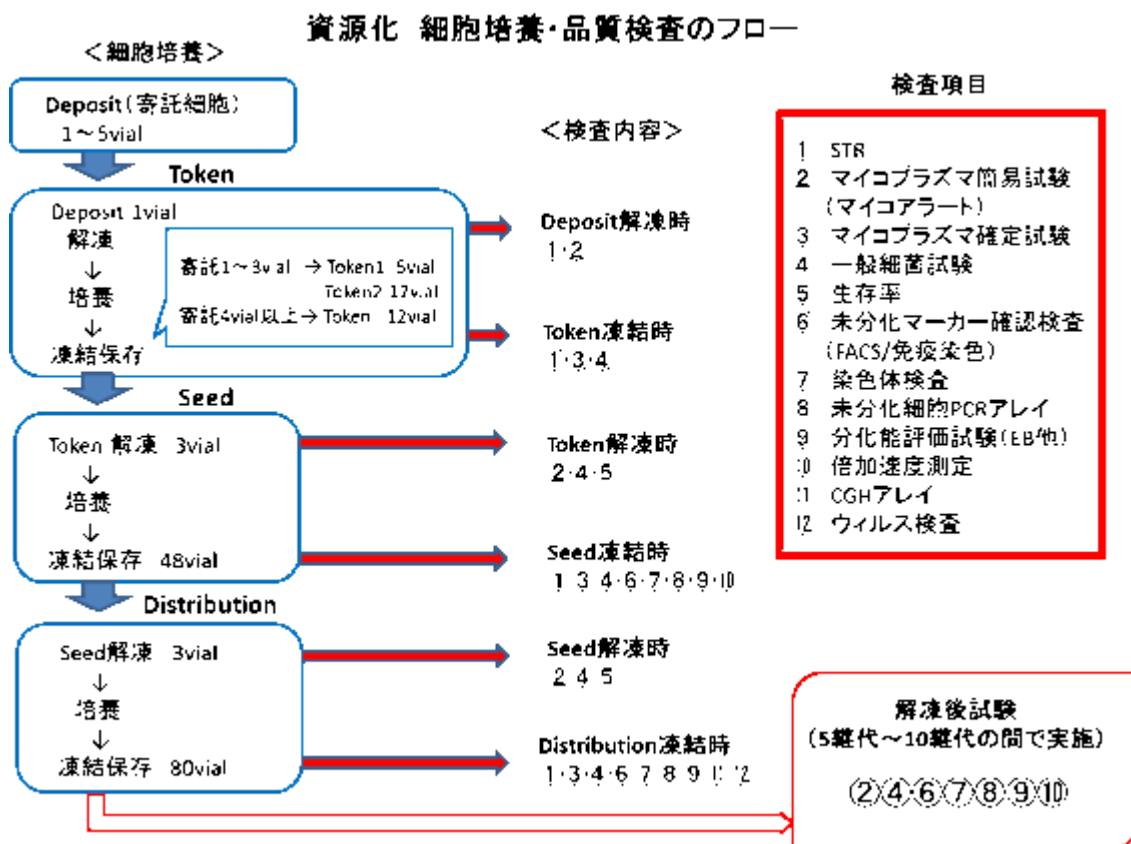 資源化 細胞培養・品質検査のフロー
＜細胞培養＞
Deposit（寄託細胞）
1～5vial
Token
Deposit 1vial
解凍
↓
培養
↓
凍結保存
寄託1～3vial → Token1 5vial
Token2 12vial
寄託4vial以上→ Token 12vial
Seed
Token 解凍 3vial
↓
培養
↓
凍結保存 48vial
Distribution
Seed解凍 3vial
↓
培養
↓
凍結保存 80vial
＜検査内容＞
Deposit解凍時
1・2
Token凍結時
1・3・4
Token解凍時
2・4・5
Seed凍結時
1 3 4・6・7・8・9・10
Seed解凍時
2 4 5
Distribution凍結時
1・3・4・6 7 8 9 12
検査項目
1 STR
2 マイコプラズマ簡易試験
（マイコアラート）
3 マイコプラズマ確定試験
4 一般細菌試験
5 生存率
6 未分化マーカー確認検査
（FACS/免疫染色）
7 染色体検査
8 未分化細胞PCRアレイ
9 分化能評価試験（EB他）
10 倍加速度測定
11 CGHアレイ
12 ウィルス検査
解凍後試験
（5継代～10継代の間で実施）
②④・⑥⑦⑧⑨⑩